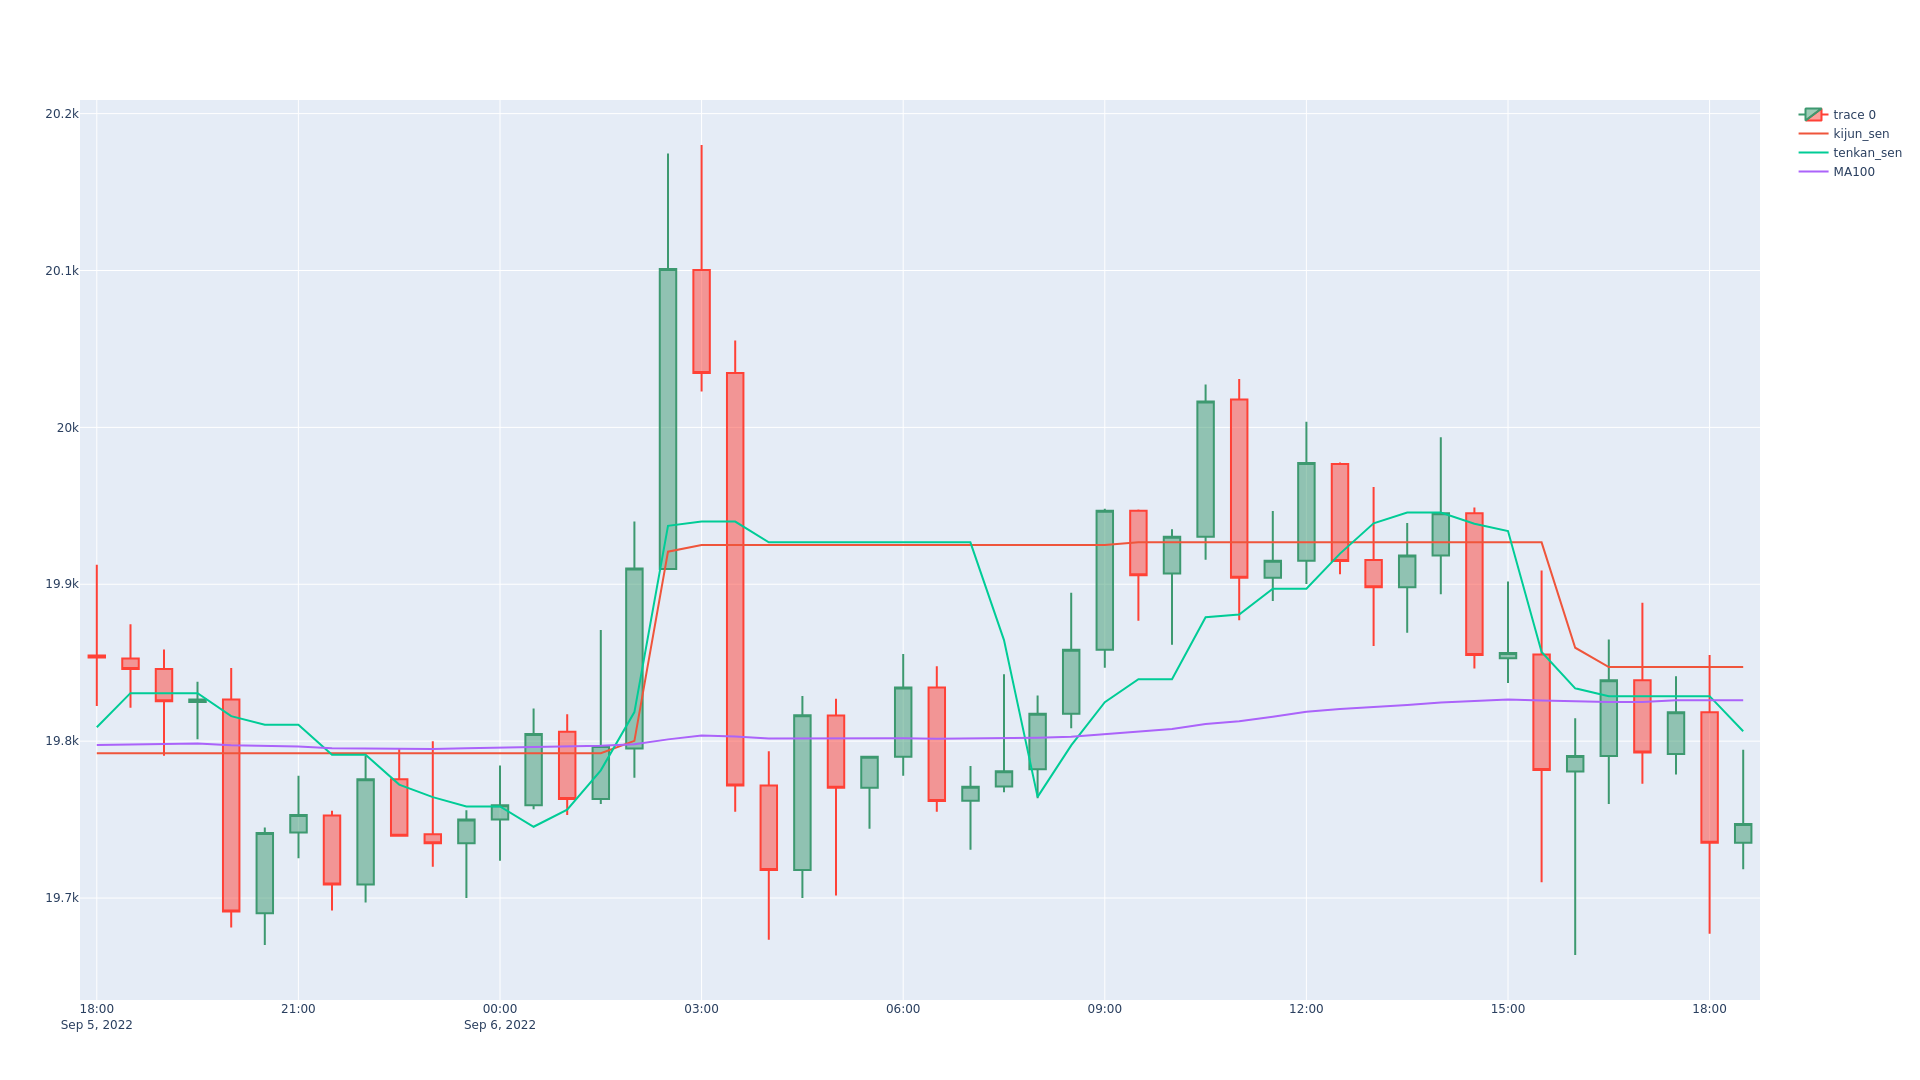 20.2k
20.1k
20k
19.9k
19.8k
19.7k
18:00
Sep 5, 2022
21:00
00:00
Sep 6, 2022
03:00
06:00
09:00
12:00
15:00
18:00
trace 0
kijun_sen
tenkan_sen
MA100